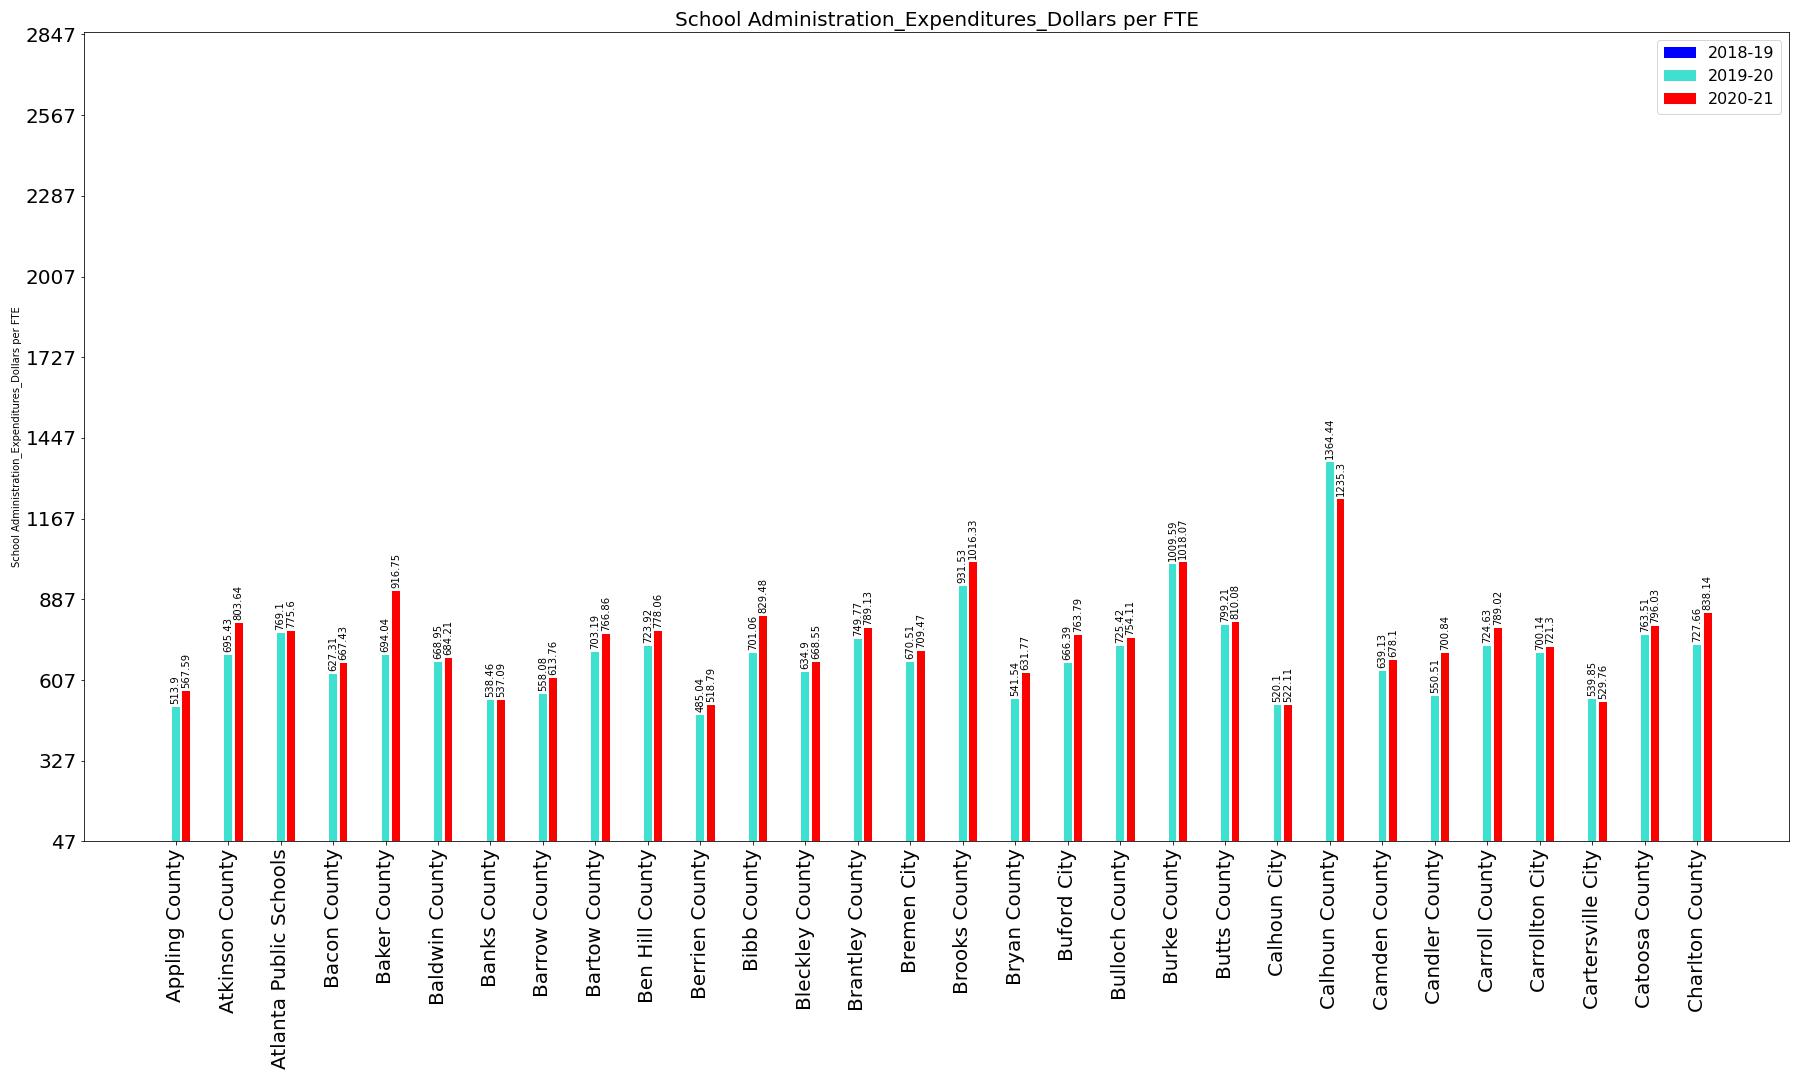 School Administration_Expenditures_Dollars per FTE
2018-19
2019-20
2020-21
School Administration_Expenditures_Dollars per FTE
2847
2567
2287
2007
1727
1447
1167
887
607
327
47
513.9
567.59
695.43
803.64
769.1
775.6
627.31
667.43
694.04
916.75
668.95
684.21
538.46
537.09
558.08
613.76
703.19
766.86
723.92
778.06
485.04
518.79
701.06
829.48
634.9
668.55
749.77
789.13
670.51
709.47
931.53
1016.33
541.54
631.77
666.39
763.79
725.42
754.11
1009.59
1018.07
799.21
810.08
520.1
522.11
1364.44
1235.3
639.13
678.1
550.51
700.84
724.63
789.02
700.14
721.3
539.85
529.76
763.51
796.03
727.66
838.14
Appling County
Atkinson County
Atlanta Public Schools
Bacon County
Baker County
Baldwin County
Banks County
Barrow County
Bartow County
Ben Hill County
Berrien County
Bibb County
Bleckley County
Brantley County
Bremen City
Brooks County
Bryan County
Buford City
Bulloch County
Burke County
Butts County
Calhoun City
Calhoun County
Camden County
Candler County
Carroll County
Carrollton City
Cartersville City
Catoosa County
Charlton County